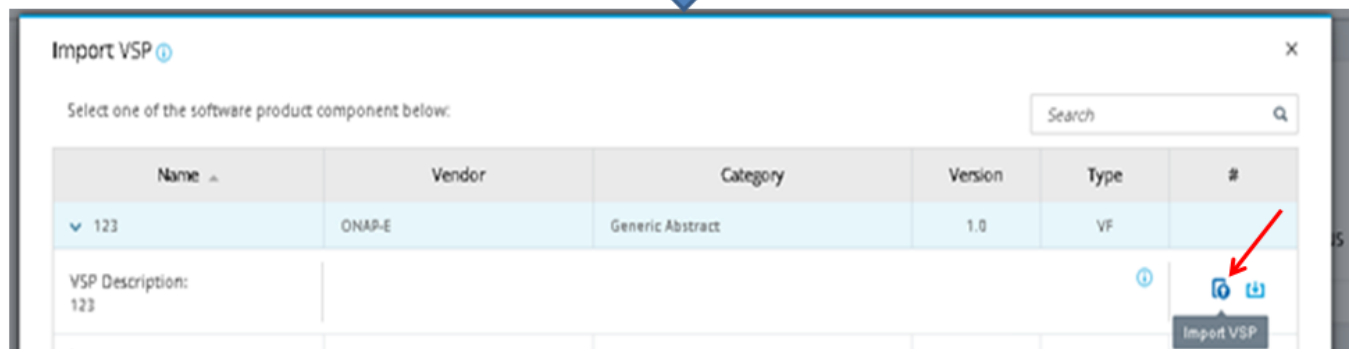 Import VSP
Select one of the software product component below:
Search
Name Vendor Category Version Type #
123 ONAP-E Generic Abstract 1.0 VF
VSP Description:
123
Import VSP